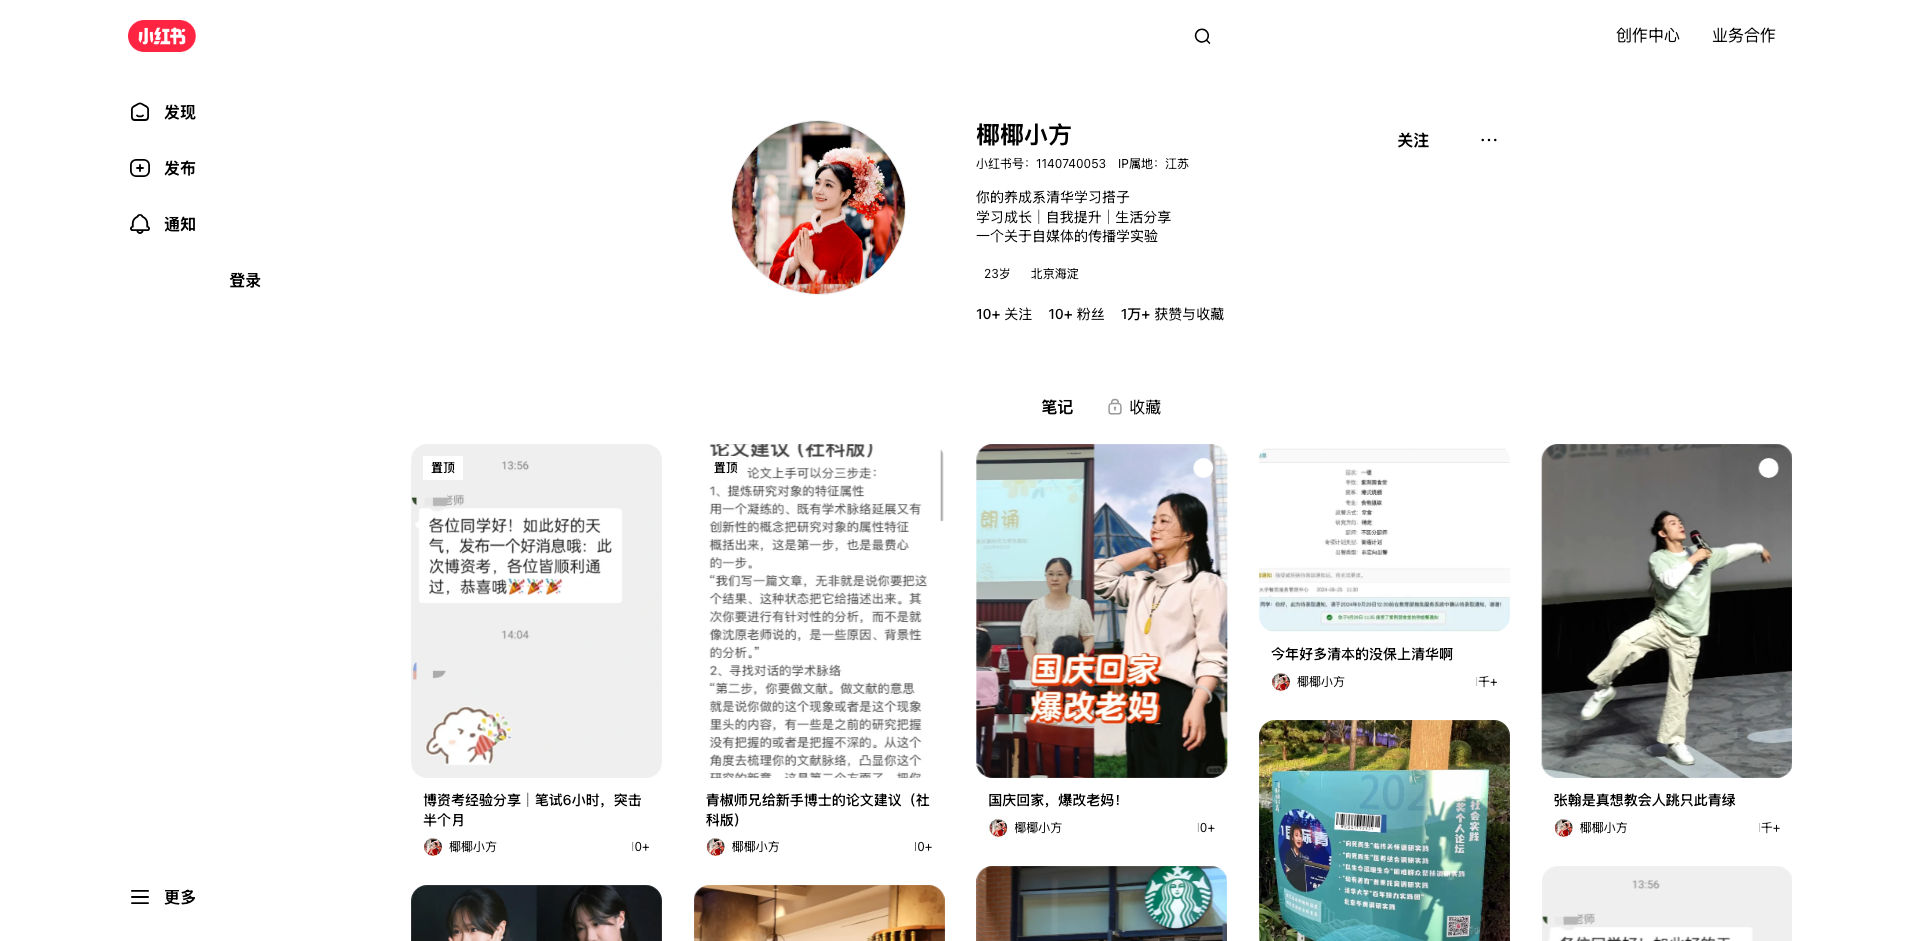 小红书
创作中心
业务合作
发现
发布
通知
登录
更多
椰椰小方
关注
小红书号：1140740053 IP属地：江苏
你的养成系清华学习搭子
学习成长｜自我提升｜生活分享
一个关于自媒体的传播学实验
23岁
北京海淀
10+ 关注 10+ 粉丝 1万+ 获赞与收藏
笔记
收藏
置顶
13:56
老师
各位同学好！如此好的天
气，发布一个好消息哦：此
次博资考，各位皆顺利通
过，恭喜哦🎉🎉🎉
14:04
博资考经验分享｜笔试6小时，突击
半个月
椰椰小方
10+
论文建议（社科版）
置顶
论文上手可以分三步走：
1、提炼研究对象的特征属性
用一个凝练的、既有学术脉络延展又有
创新性的概念把研究对象的属性特征
概括出来，这是第一步，也是最费心
的一步。
“我们写一篇文章，无非就是说你要把这
个结果、这种状态把它给描述出来。其
次你要进行有针对性的分析，而不是就
像沈原老师说的，是一些原因、背景性
的分析。”
2、寻找对话的学术脉络
“第二步，你要做文献。做文献的意思
就是说你做的这个现象或者是这个现象
里头的内容，有一些是之前的研究把握
没有把握的或者是把握不深的。从这个
角度去梳理你的文献脉络，凸显你这个
青椒师兄给新手博士的论文建议（社
科版）
椰椰小方
10+
朗诵
国庆回家
爆改老妈
国庆回家，爆改老妈！
椰椰小方
10+
今年好多清本的没保上清华啊
椰椰小方
1千+
202
社会实践
奖个人论坛
张翰是真想教会人跳只此青绿
椰椰小方
1千+
13:56
老师